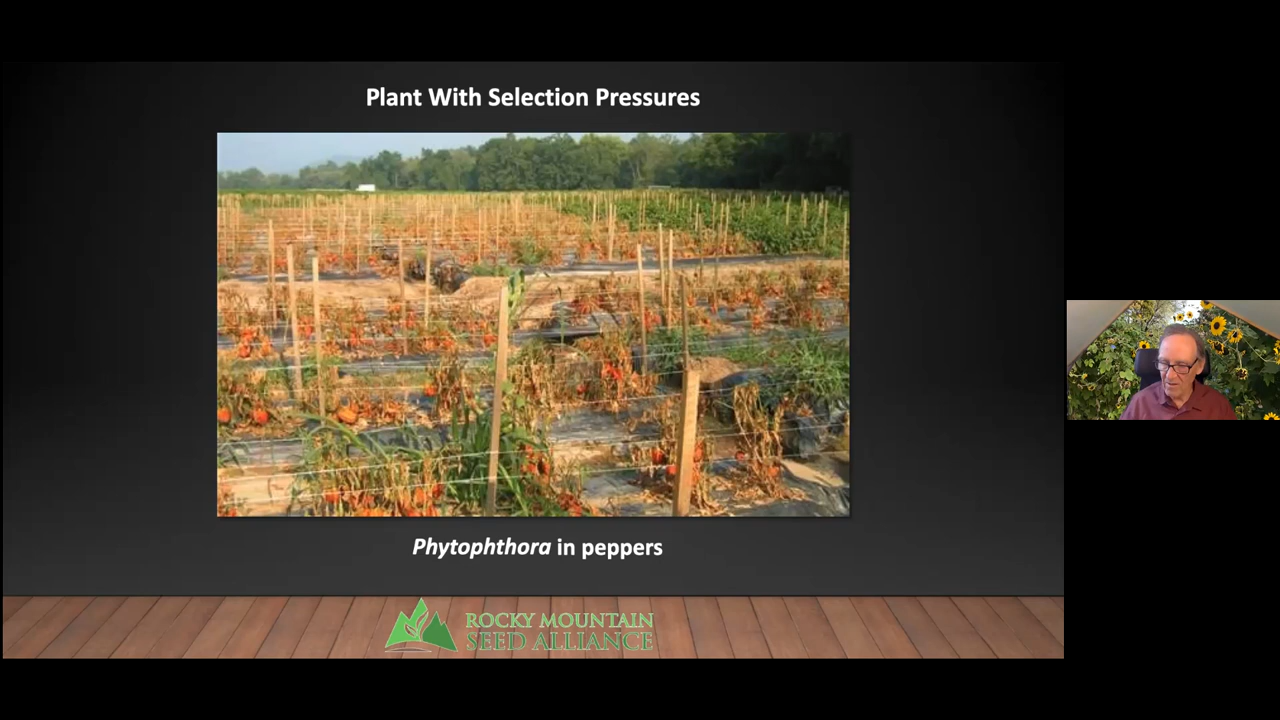 Plant With Selection Pressures
Phytophthora in peppers
ROCKY MOUNTAIN
SEED ALLIANCE